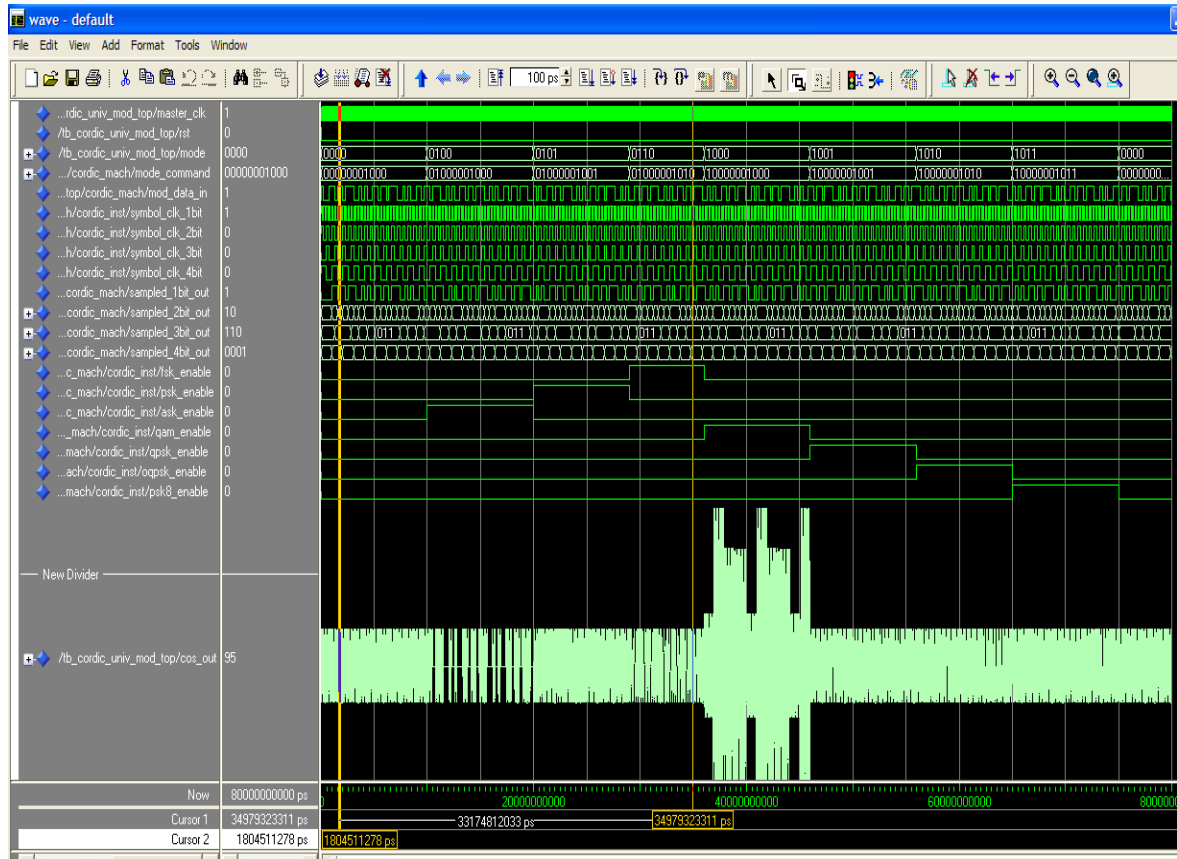 wave - default
File Edit View Add Format Tools Window
100 ps
...rdic_univ_mod_top/master_clk 1
/tb_cordic_univ_mod_top/rst 0
/tb_cordic_univ_mod_top/mode 0000 0000 0100 0101 0110 1000 1001 1010 1011 0000
.../cordic_mach/mode_command 00000001000 00000001000 01000001000 01000001001 01000001010 10000001000 10000001001 10000001010 10000001011 0000000...
...top/cordic_mach/mod_data_in 1
...h/cordic_inst/symbol_clk_1bit 1
...h/cordic_inst/symbol_clk_2bit 0
...h/cordic_inst/symbol_clk_3bit 0
...h/cordic_inst/symbol_clk_4bit 0
...cordic_mach/sampled_1bit_out 1
...cordic_mach/sampled_2bit_out 10
...cordic_mach/sampled_3bit_out 110 011 011 011 011 011 011
...cordic_mach/sampled_4bit_out 0001
...c_mach/cordic_inst/fsk_enable 0
...c_mach/cordic_inst/psk_enable 0
...c_mach/cordic_inst/ask_enable 0
..._mach/cordic_inst/qam_enable 0
...mach/cordic_inst/qpsk_enable 0
...ach/cordic_inst/oqpsk_enable 0
...mach/cordic_inst/psk8_enable 0
New Divider
/tb_cordic_univ_mod_top/cos_out 95
Now 80000000000 ps 20000000000 40000000000 60000000000 8000000
Cursor 1 34979323311 ps 33174812033 ps 34979323311 ps
Cursor 2 1804511278 ps 1804511278 ps